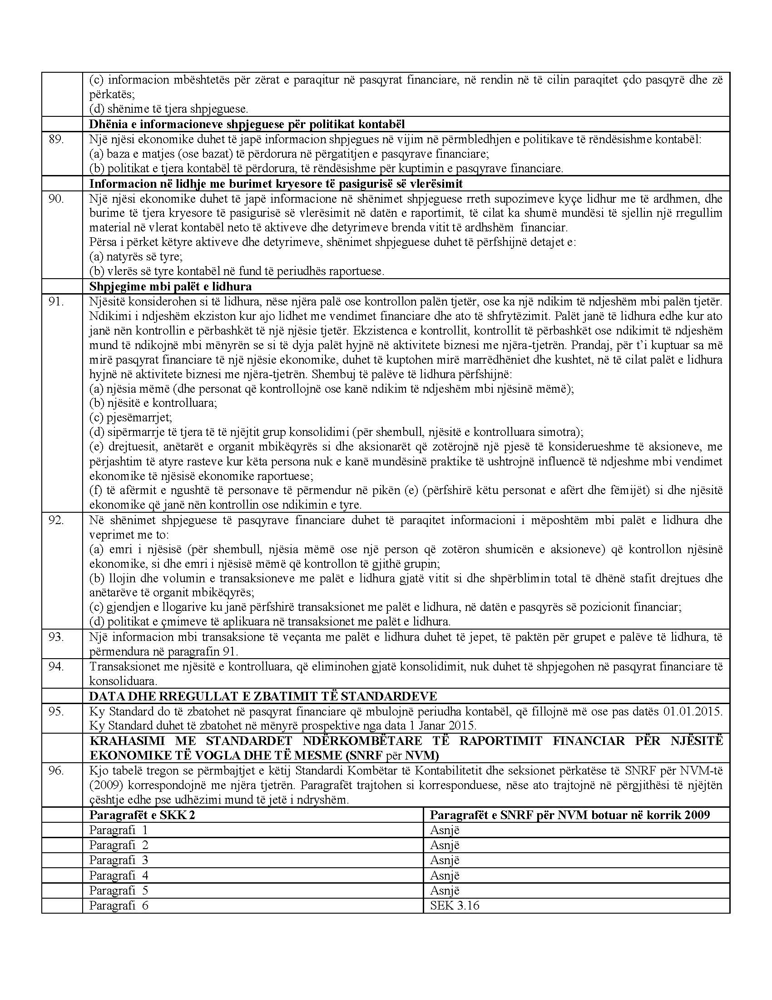 (c) informacion mbështetës për zërat e paraqitur në pasqyrat financiare, në rendin në të cilin paraqitet çdo pasqyrë dhe zë
përkatës;
(d) shënime të tjera shpjeguese.
Dhënia e informacioneve shpjeguese për politikat kontabël
89. Një njësi ekonomike duhet të japë informacion shpjegues në vijim në përmbledhjen e politikave të rëndësishme kontabël:
(a) baza e matjes (ose bazat) të përdorura në përgatitjen e pasqyrave financiare;
(b) politikat e tjera kontabël të përdorura, të rëndësishme për kuptimin e pasqyrave financiare.
Informacion në lidhje me burimet kryesore të pasigurisë së vlerësimit
90. Një njësi ekonomike duhet të japë informacione në shënimet shpjeguese rreth supozimeve kyçe lidhur me të ardhmen, dhe
burime të tjera kryesore të pasigurisë së vlerësimit në datën e raportimit, të cilat ka shumë mundësi të sjellin një rregullim
material në vlerat kontabël neto të aktiveve dhe detyrimeve brenda vitit të ardhshëm financiar.
Përsa i përket këtyre aktiveve dhe detyrimeve, shënimet shpjeguese duhet të përfshijnë detajet e:
(a) natyrës së tyre;
(b) vlerës së tyre kontabël në fund të periudhës raportuese.
Shpjegime mbi palët e lidhura
91. Njësitë konsiderohen si të lidhura, nëse njëra palë ose kontrollon palën tjetër, ose ka një ndikim të ndjeshëm mbi palën tjetër.
Ndikimi i ndjeshëm ekziston kur ajo lidhet me vendimet financiare dhe ato të shfrytëzimit. Palët janë të lidhura edhe kur ato
janë nën kontrollin e përbashkët të një njësie tjetër. Ekzistenca e kontrollit, kontrollit të përbashkët ose ndikimit të ndjeshëm
mund të ndikojnë mbi mënyrën se si të dyja palët hyjnë në aktivitete biznesi me njëra-tjetrën. Prandaj, për t’i kuptuar sa më
mirë pasqyrat financiare të një njësie ekonomike, duhet të kuptohen mirë marrëdhëniet dhe kushtet, në të cilat palët e lidhura
hyjnë në aktivitete biznesi me njëra-tjetrën. Shembuj të palëve të lidhura përfshijnë:
(a) njësia mëmë (dhe personat që kontrollojnë ose kanë ndikim të ndjeshëm mbi njësinë mëmë);
(b) njësitë e kontrolluara;
(c) pjesëmarrjet;
(d) sipërmarrje të tjera të të njëjtit grup konsolidimi (për shembull, njësitë e kontrolluara simotra);
(e) drejtuesit, anëtarët e organit mbikëqyrës si dhe aksionarët që zotërojnë një pjesë të konsiderueshme të aksioneve, me
përjashtim të atyre rasteve kur këta persona nuk e kanë mundësinë praktike të ushtrojnë influencë të ndjeshme mbi vendimet
ekonomike të njësisë ekonomike raportuese;
(f) të afërmit e ngushtë të personave të përmendur në pikën (e) (përfshirë këtu personat e afërt dhe fëmijët) si dhe njësitë
ekonomike që janë nën kontrollin ose ndikimin e tyre.
92. Në shënimet shpjeguese të pasqyrave financiare duhet të paraqitet informacioni i mëposhtëm mbi palët e lidhura dhe
veprimet me to:
(a) emri i njësisë (për shembull, njësia mëmë ose një person që zotëron shumicën e aksioneve) që kontrollon njësinë
ekonomike, si dhe emri i njësisë mëmë që kontrollon të gjithë grupin;
(b) llojin dhe volumin e transaksioneve me palët e lidhura gjatë vitit si dhe shpërblimin total të dhënë stafit drejtues dhe
anëtarëve të organit mbikëqyrës;
(c) gjendjen e llogarive ku janë përfshirë transaksionet me palët e lidhura, në datën e pasqyrës së pozicionit financiar;
(d) politikat e çmimeve të aplikuara në transaksionet me palët e lidhura.
93. Një informacion mbi transaksione të veçanta me palët e lidhura duhet të jepet, të paktën për grupet e palëve të lidhura, të
përmendura në paragrafin 91.
94. Transaksionet me njësitë e kontrolluara, që eliminohen gjatë konsolidimit, nuk duhet të shpjegohen në pasqyrat financiare të
konsoliduara.
DATA DHE RREGULLAT E ZBATIMIT TË STANDARDEVE
95. Ky Standard do të zbatohet në pasqyrat financiare që mbulojnë periudha kontabël, që fillojnë më ose pas datës 01.01.2015.
Ky Standard duhet të zbatohet në mënyrë prospektive nga data 1 Janar 2015.
KRAHASIMI ME STANDARDET NDËRKOMBËTARE TË RAPORTIMIT FINANCIAR PËR NJËSITË
EKONOMIKE TË VOGLA DHE TË MESME (SNRF për NVM)
96. Kjo tabelë tregon se përmbajtjet e këtij Standardi Kombëtar të Kontabilitetit dhe seksionet përkatëse të SNRF për NVM-të
(2009) korrespondojnë me njëra tjetrën. Paragrafët trajtohen si korresponduese, nëse ato trajtojnë në përgjithësi të njëjtën
çështje edhe pse udhëzimi mund të jetë i ndryshëm.
Paragrafët e SKK 2 Paragrafët e SNRF për NVM botuar në korrik 2009
Paragrafi 1 Asnjë
Paragrafi 2 Asnjë
Paragrafi 3 Asnjë
Paragrafi 4 Asnjë
Paragrafi 5 Asnjë
Paragrafi 6 SEK 3.16